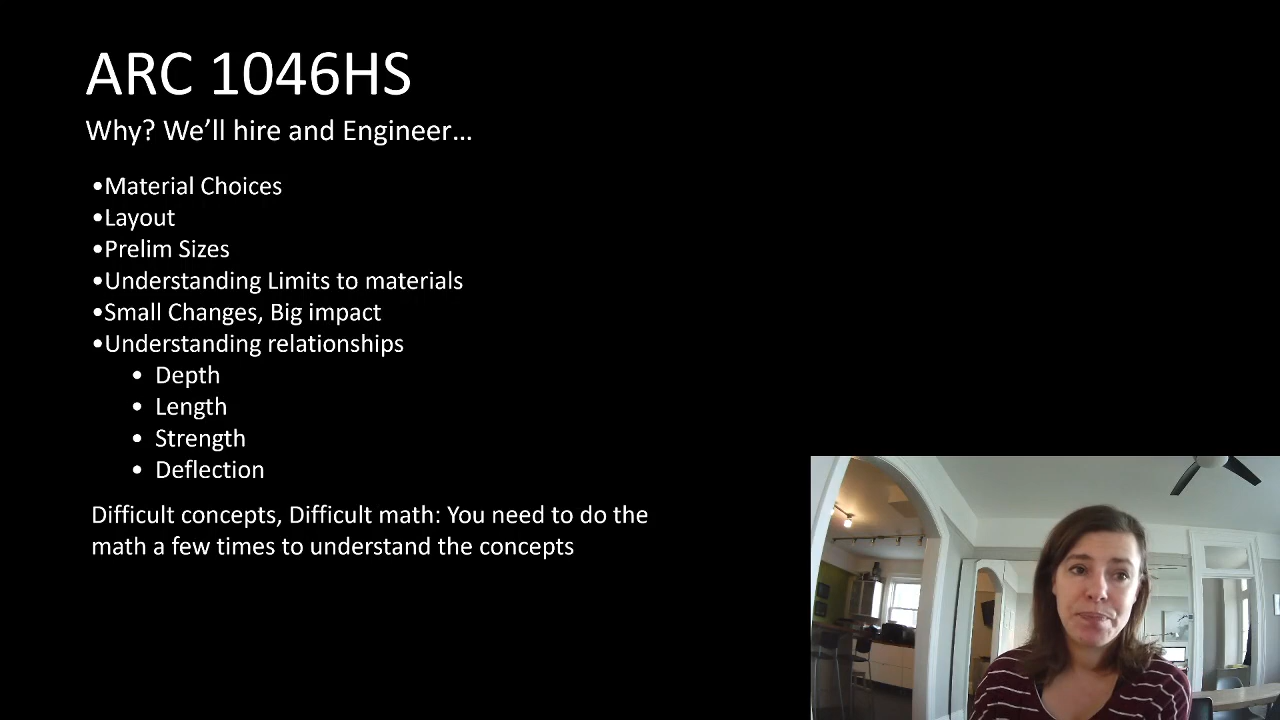 ARC 1046HS
Why? We'll hire and Engineer...
•Material Choices
•Layout
•Prelim Sizes
•Understanding Limits to materials
•Small Changes, Big impact
•Understanding relationships
• Depth
• Length
• Strength
• Deflection
Difficult concepts, Difficult math: You need to do the
math a few times to understand the concepts